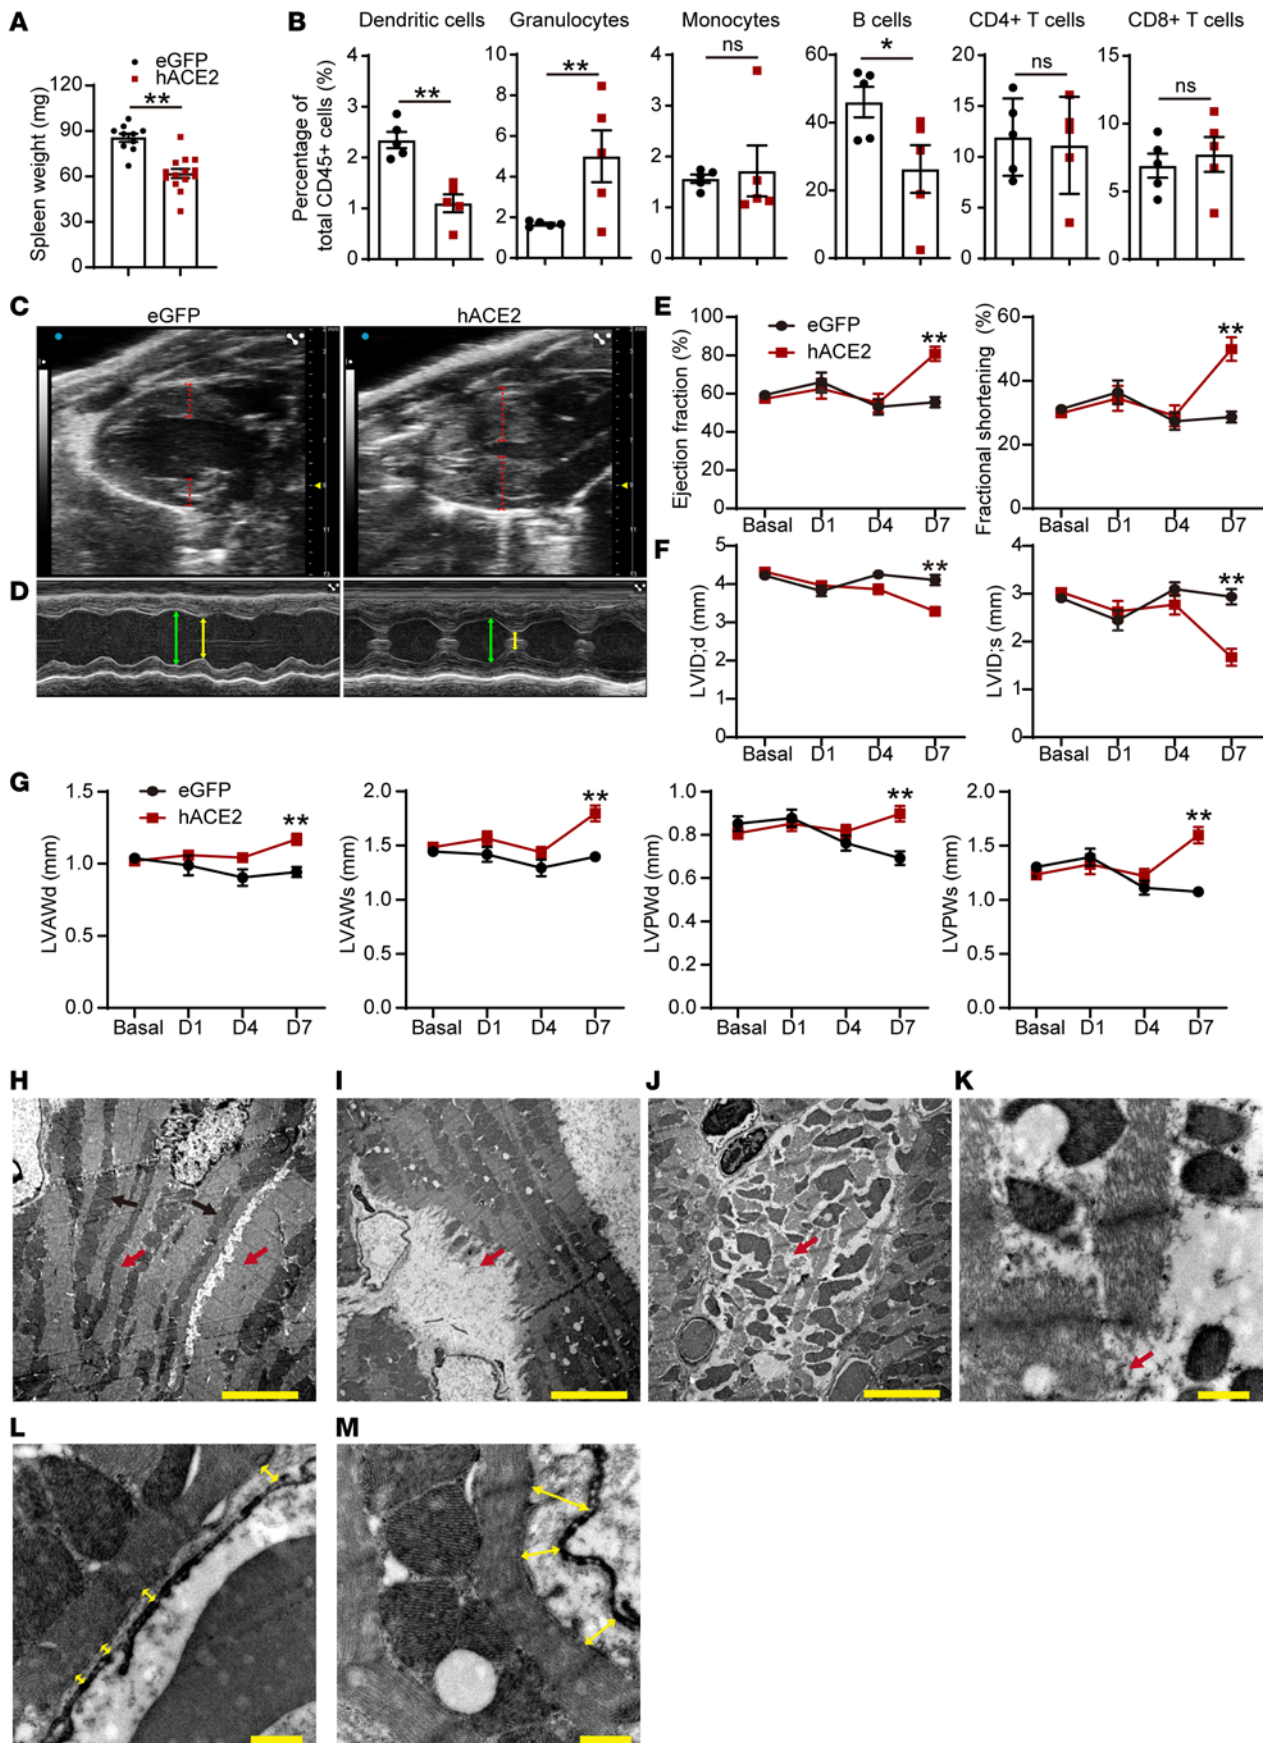 A
eGFP
hACE2
Spleen weight (mg)
120
90
60
30
0
**
B
Percentage of
total CD45+ cells (%)
Dendritic cells
4
3
2
1
0
**
Granulocytes
10
8
6
4
2
0
**
Monocytes
4
3
2
1
0
ns
B cells
60
40
20
0
*
CD4+ T cells
20
15
10
5
0
ns
CD8+ T cells
15
10
5
0
ns
C
eGFP
hACE2
D
E
eGFP
hACE2
Ejection fraction (%)
100
80
60
40
20
0
**
Basal D1 D4 D7
Fractional shortening (%)
60
40
20
0
**
Basal D1 D4 D7
F
LVID;d (mm)
5
4
3
2
1
0
**
Basal D1 D4 D7
LVID;s (mm)
4
3
2
1
0
**
Basal D1 D4 D7
G
eGFP
hACE2
LVAWd (mm)
1.5
1.0
0.5
0.0
**
Basal D1 D4 D7
LVAWs (mm)
2.0
1.5
1.0
0.5
0.0
**
Basal D1 D4 D7
LVPWd (mm)
1.0
0.8
0.6
0.4
0.2
0.0
**
Basal D1 D4 D7
LVPWs (mm)
2.0
1.5
1.0
0.5
0.0
**
Basal D1 D4 D7
H
I
J
K
L
M